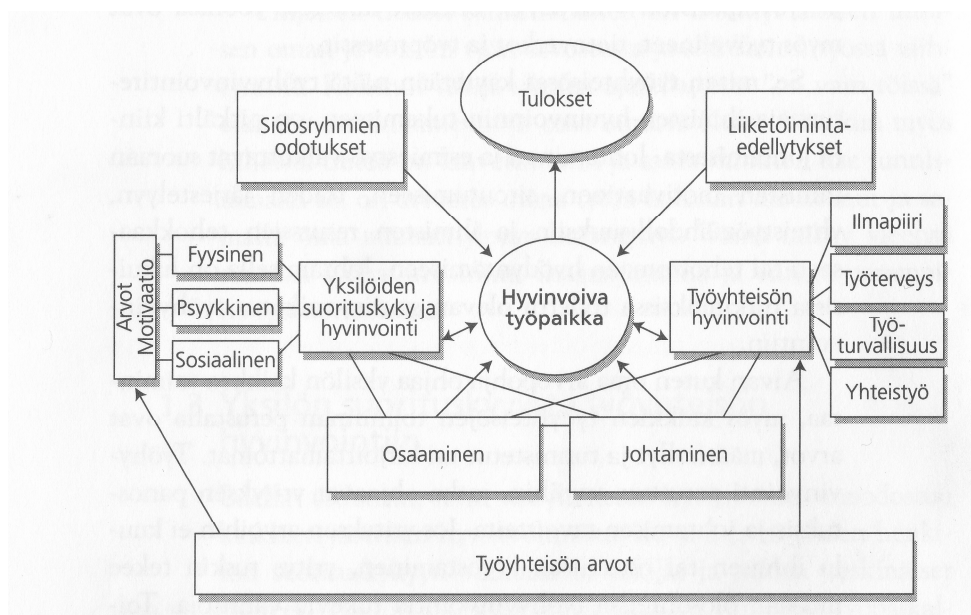 Tulokset
Sidosryhmien
odotukset
Liiketoiminta-
edellytykset
Arvot
Motivaatio
Fyysinen
Psyykkinen
Sosiaalinen
Yksilöiden
suorituskyky ja
hyvinvointi
Hyvinvoiva
työpaikka
Työyhteisön
hyvinvointi
Ilmapiiri
Työterveys
Työ-
turvallisuus
Yhteistyö
Osaaminen
Johtaminen
Työyhteisön arvot